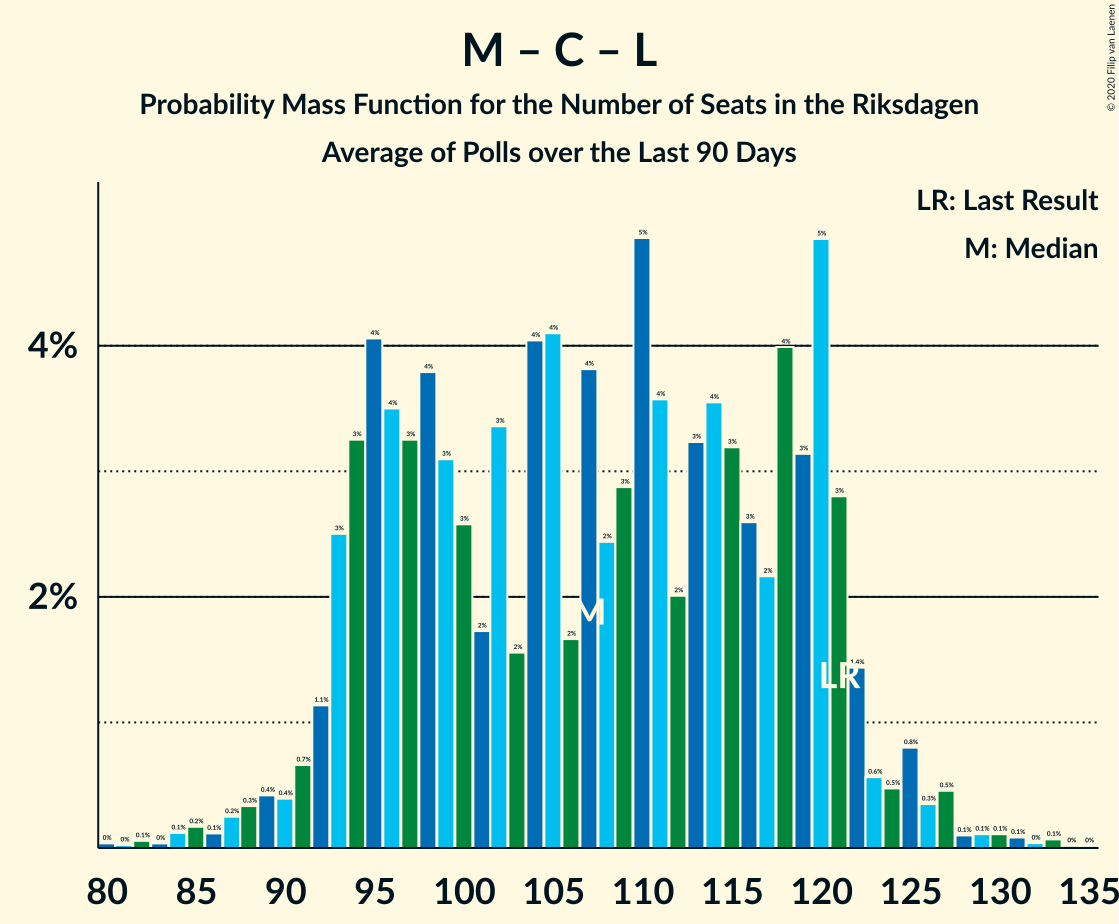 M – C – L
Probability Mass Function for the Number of Seats in the Riksdagen
Average of Polls over the Last 90 Days
© 2020 Filip van Laenen
LR: Last Result
M: Median
4%
2%
0% 0% 0.1% 0% 0.1% 0.2% 0.1% 0.2% 0.3% 0.4% 0.4% 0.7% 1.1% 3% 3% 4% 4% 3% 4% 3% 3% 2% 3% 2% 4% 4% 2% 4% 2% 3% 5% 4% 2% 3% 4% 3% 3% 2% 4% 3% 5% 3% 1.4% 0.6% 0.5% 0.8% 0.3% 0.5% 0.1% 0.1% 0.1% 0.1% 0% 0.1% 0% 0%
M
LR
80 85 90 95 100 105 110 115 120 125 130 135